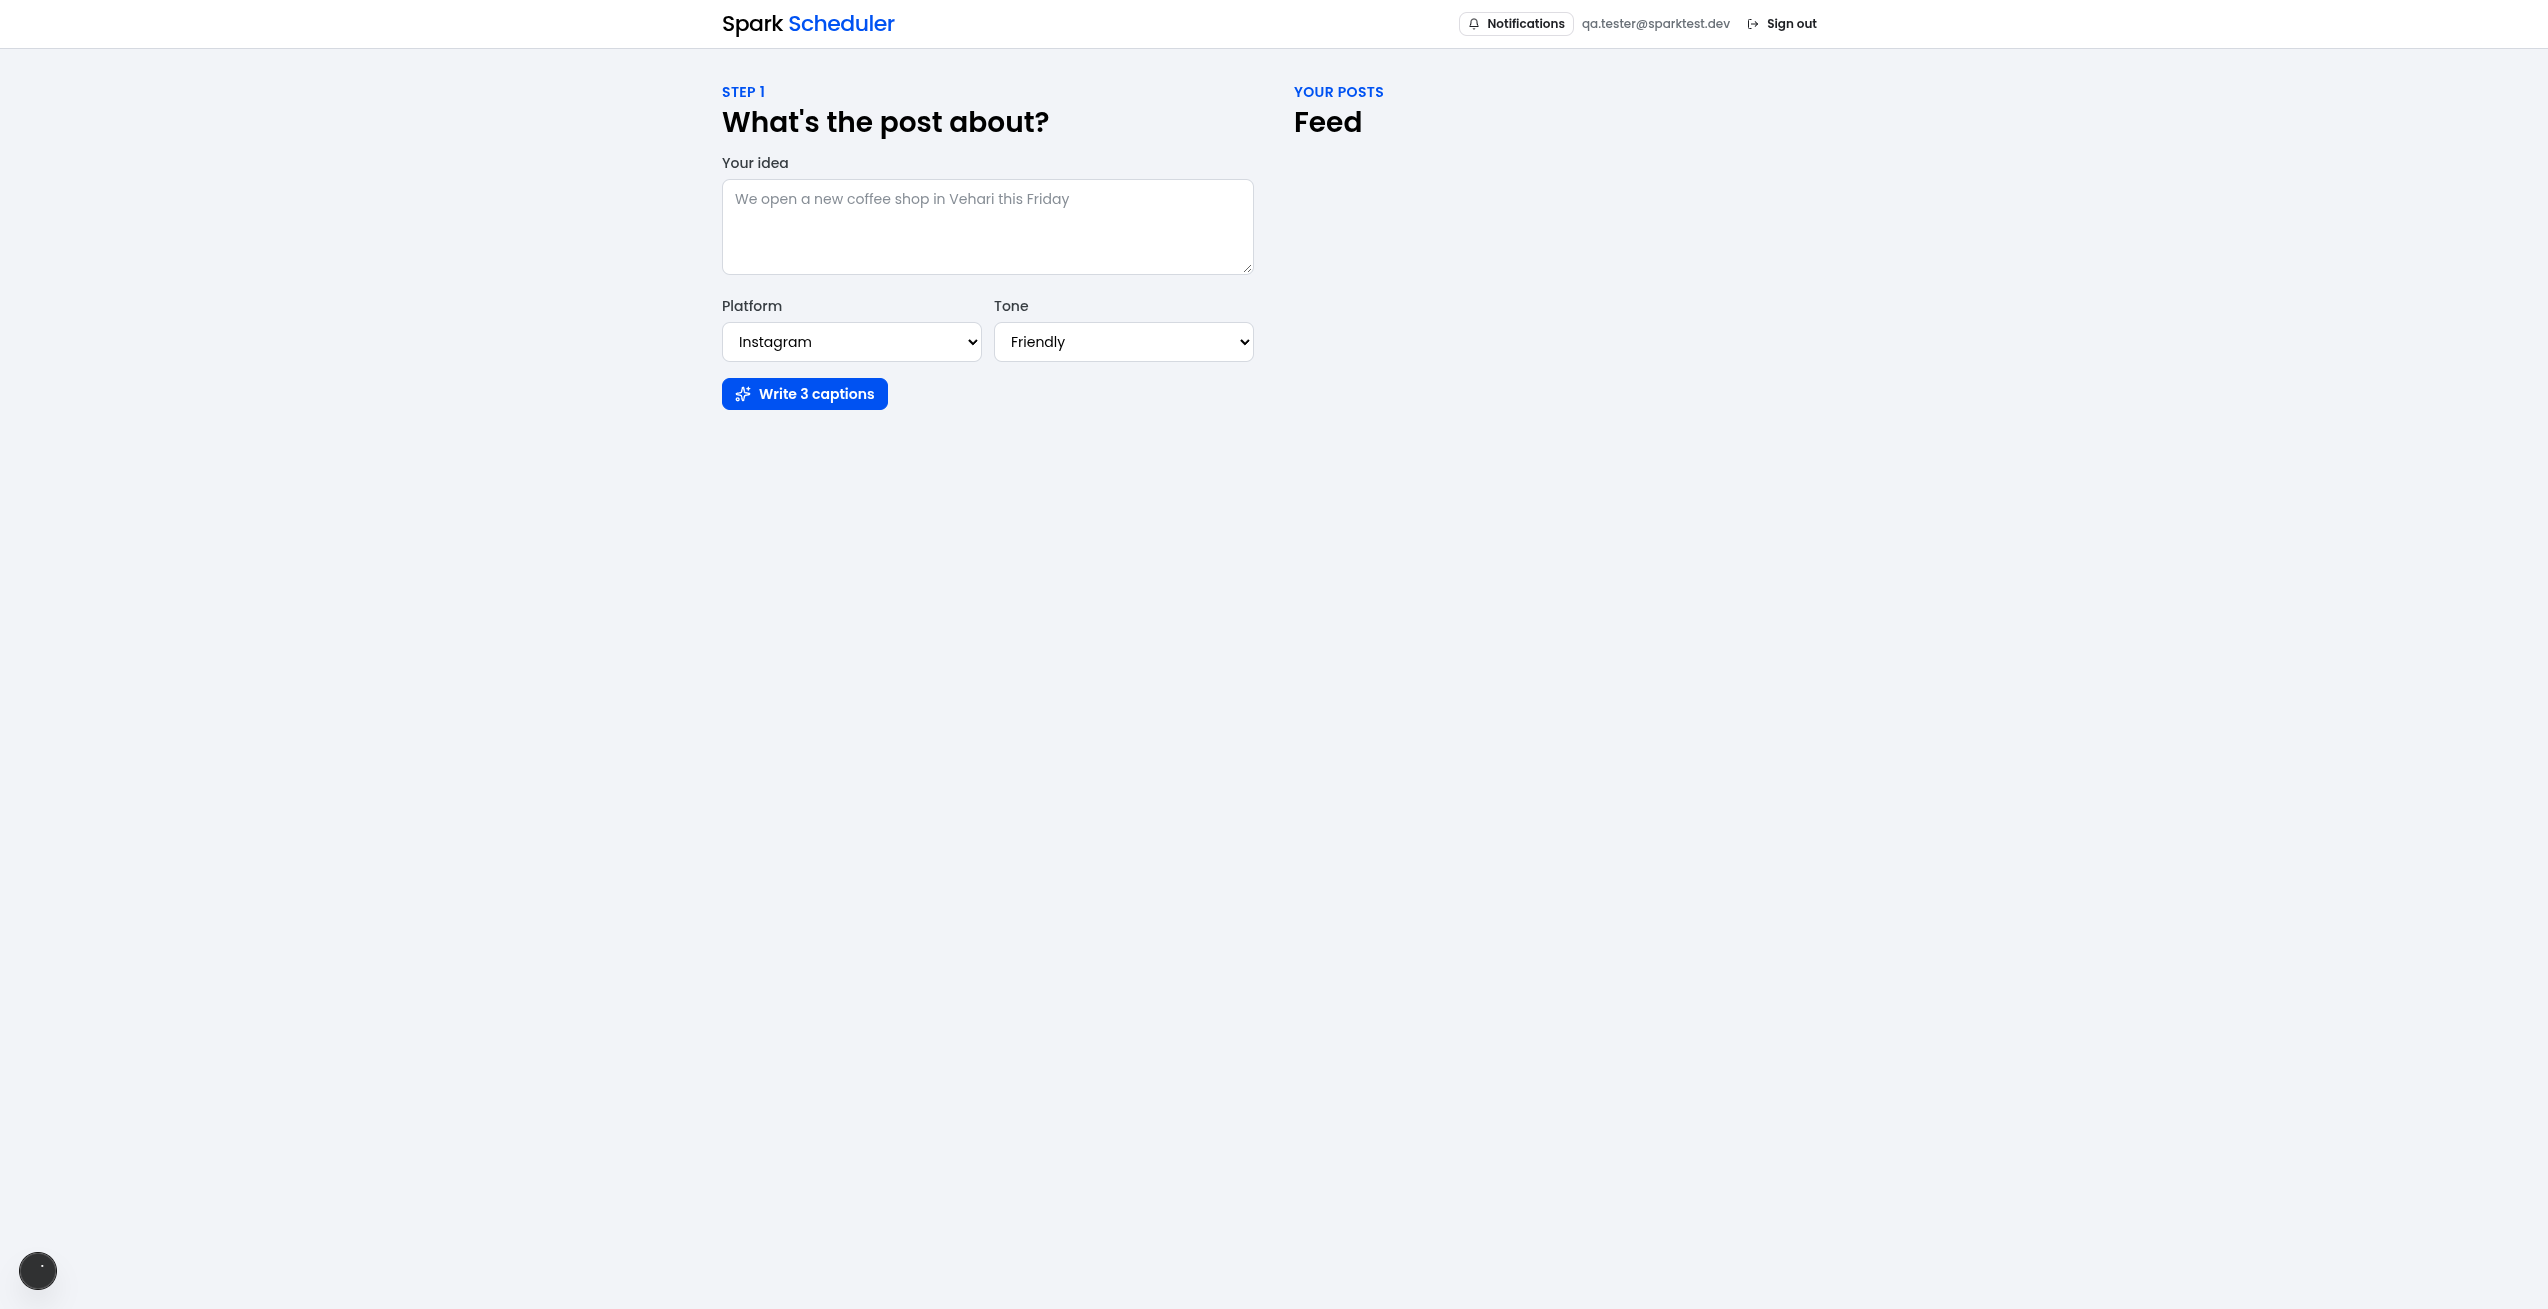 Spark Scheduler
Notifications
qa.tester@sparktest.dev
Sign out
STEP 1
What's the post about?
Your idea
We open a new coffee shop in Vehari this Friday
Platform
Tone
Instagram
Friendly
Write 3 captions
YOUR POSTS
Feed